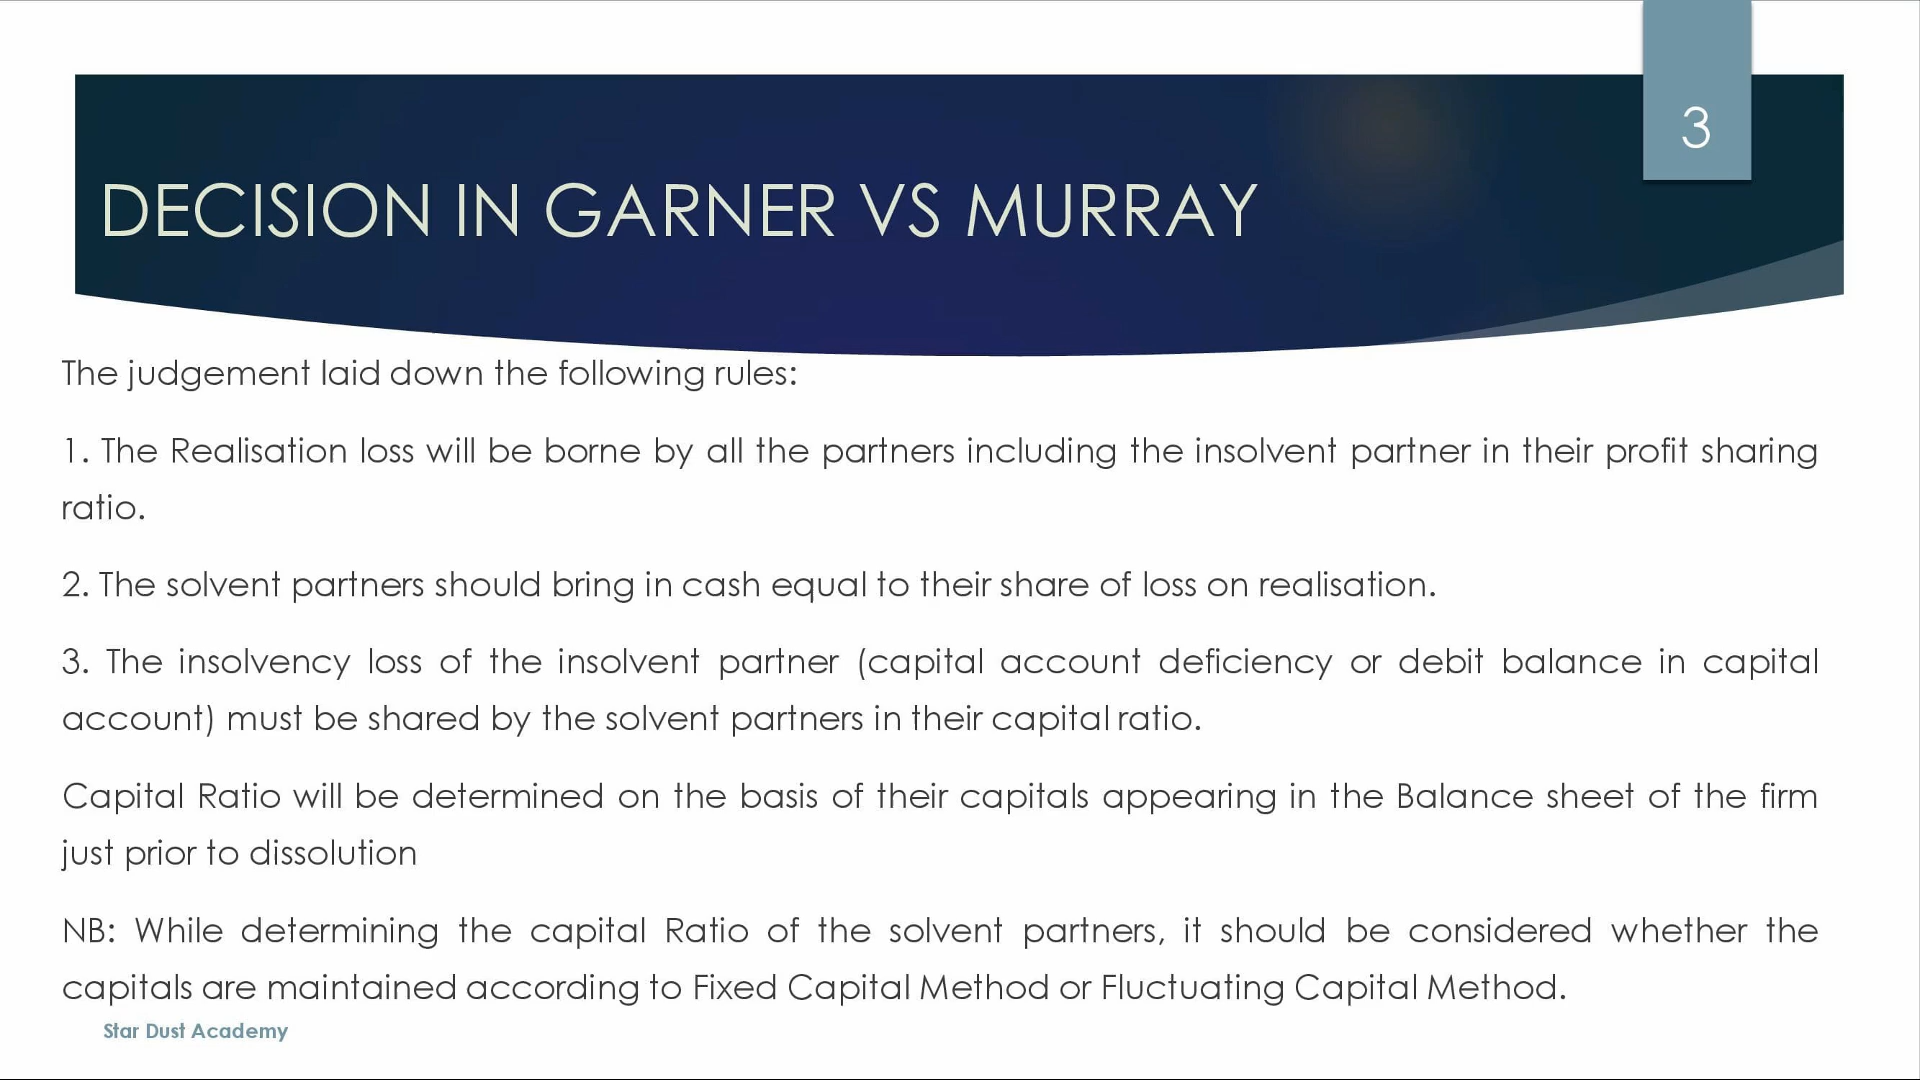 3
DECISION IN GARNER VS MURRAY
The judgement laid down the following rules:
1. The Realisation loss will be borne by all the partners including the insolvent partner in their profit sharing
ratio.
2. The solvent partners should bring in cash equal to their share of loss on realisation.
3. The insolvency loss of the insolvent partner (capital account deficiency or debit balance in capital
account) must be shared by the solvent partners in their capital ratio.
Capital Ratio will be determined on the basis of their capitals appearing in the Balance sheet of the firm
just prior to dissolution
NB: While determining the capital Ratio of the solvent partners, it should be considered whether the
capitals are maintained according to Fixed Capital Method or Fluctuating Capital Method.
Star Dust Academy